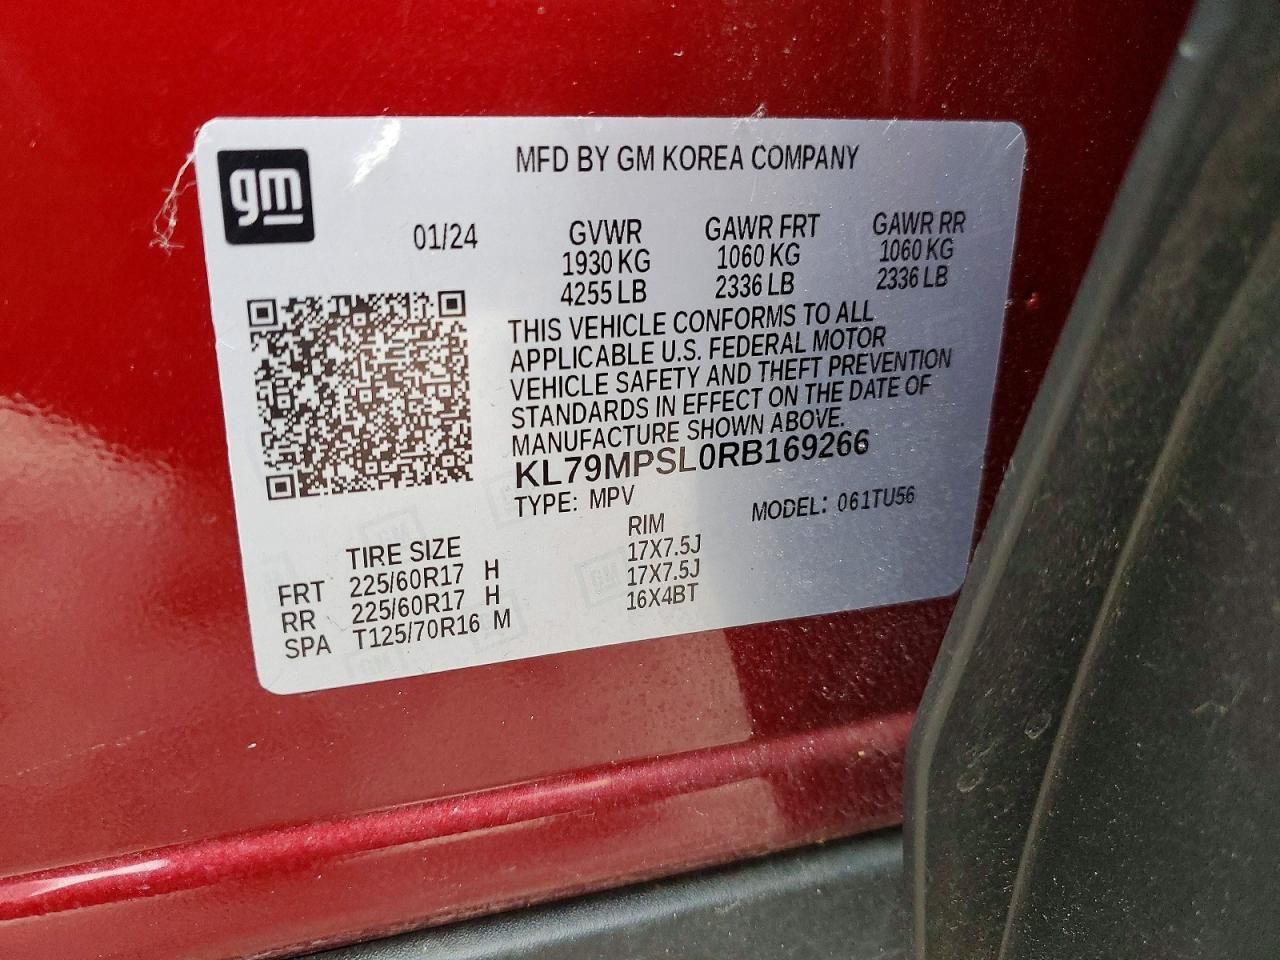 gm
MFD BY GM KOREA COMPANY
01/24
GVWR GAWR FRT GAWR RR
1930 KG 1060 KG 1060 KG
4255 LB 2336 LB 2336 LB
THIS VEHICLE CONFORMS TO ALL
APPLICABLE U.S. FEDERAL MOTOR
VEHICLE SAFETY AND THEFT PREVENTION
STANDARDS IN EFFECT ON THE DATE OF
MANUFACTURE SHOWN ABOVE.
KL79MPSL0RB169266
TYPE: MPV MODEL: 061TU56
TIRE SIZE RIM
FRT 225/60R17 H 17X7.5J
RR 225/60R17 H 17X7.5J
SPA T125/70R16 M 16X4BT